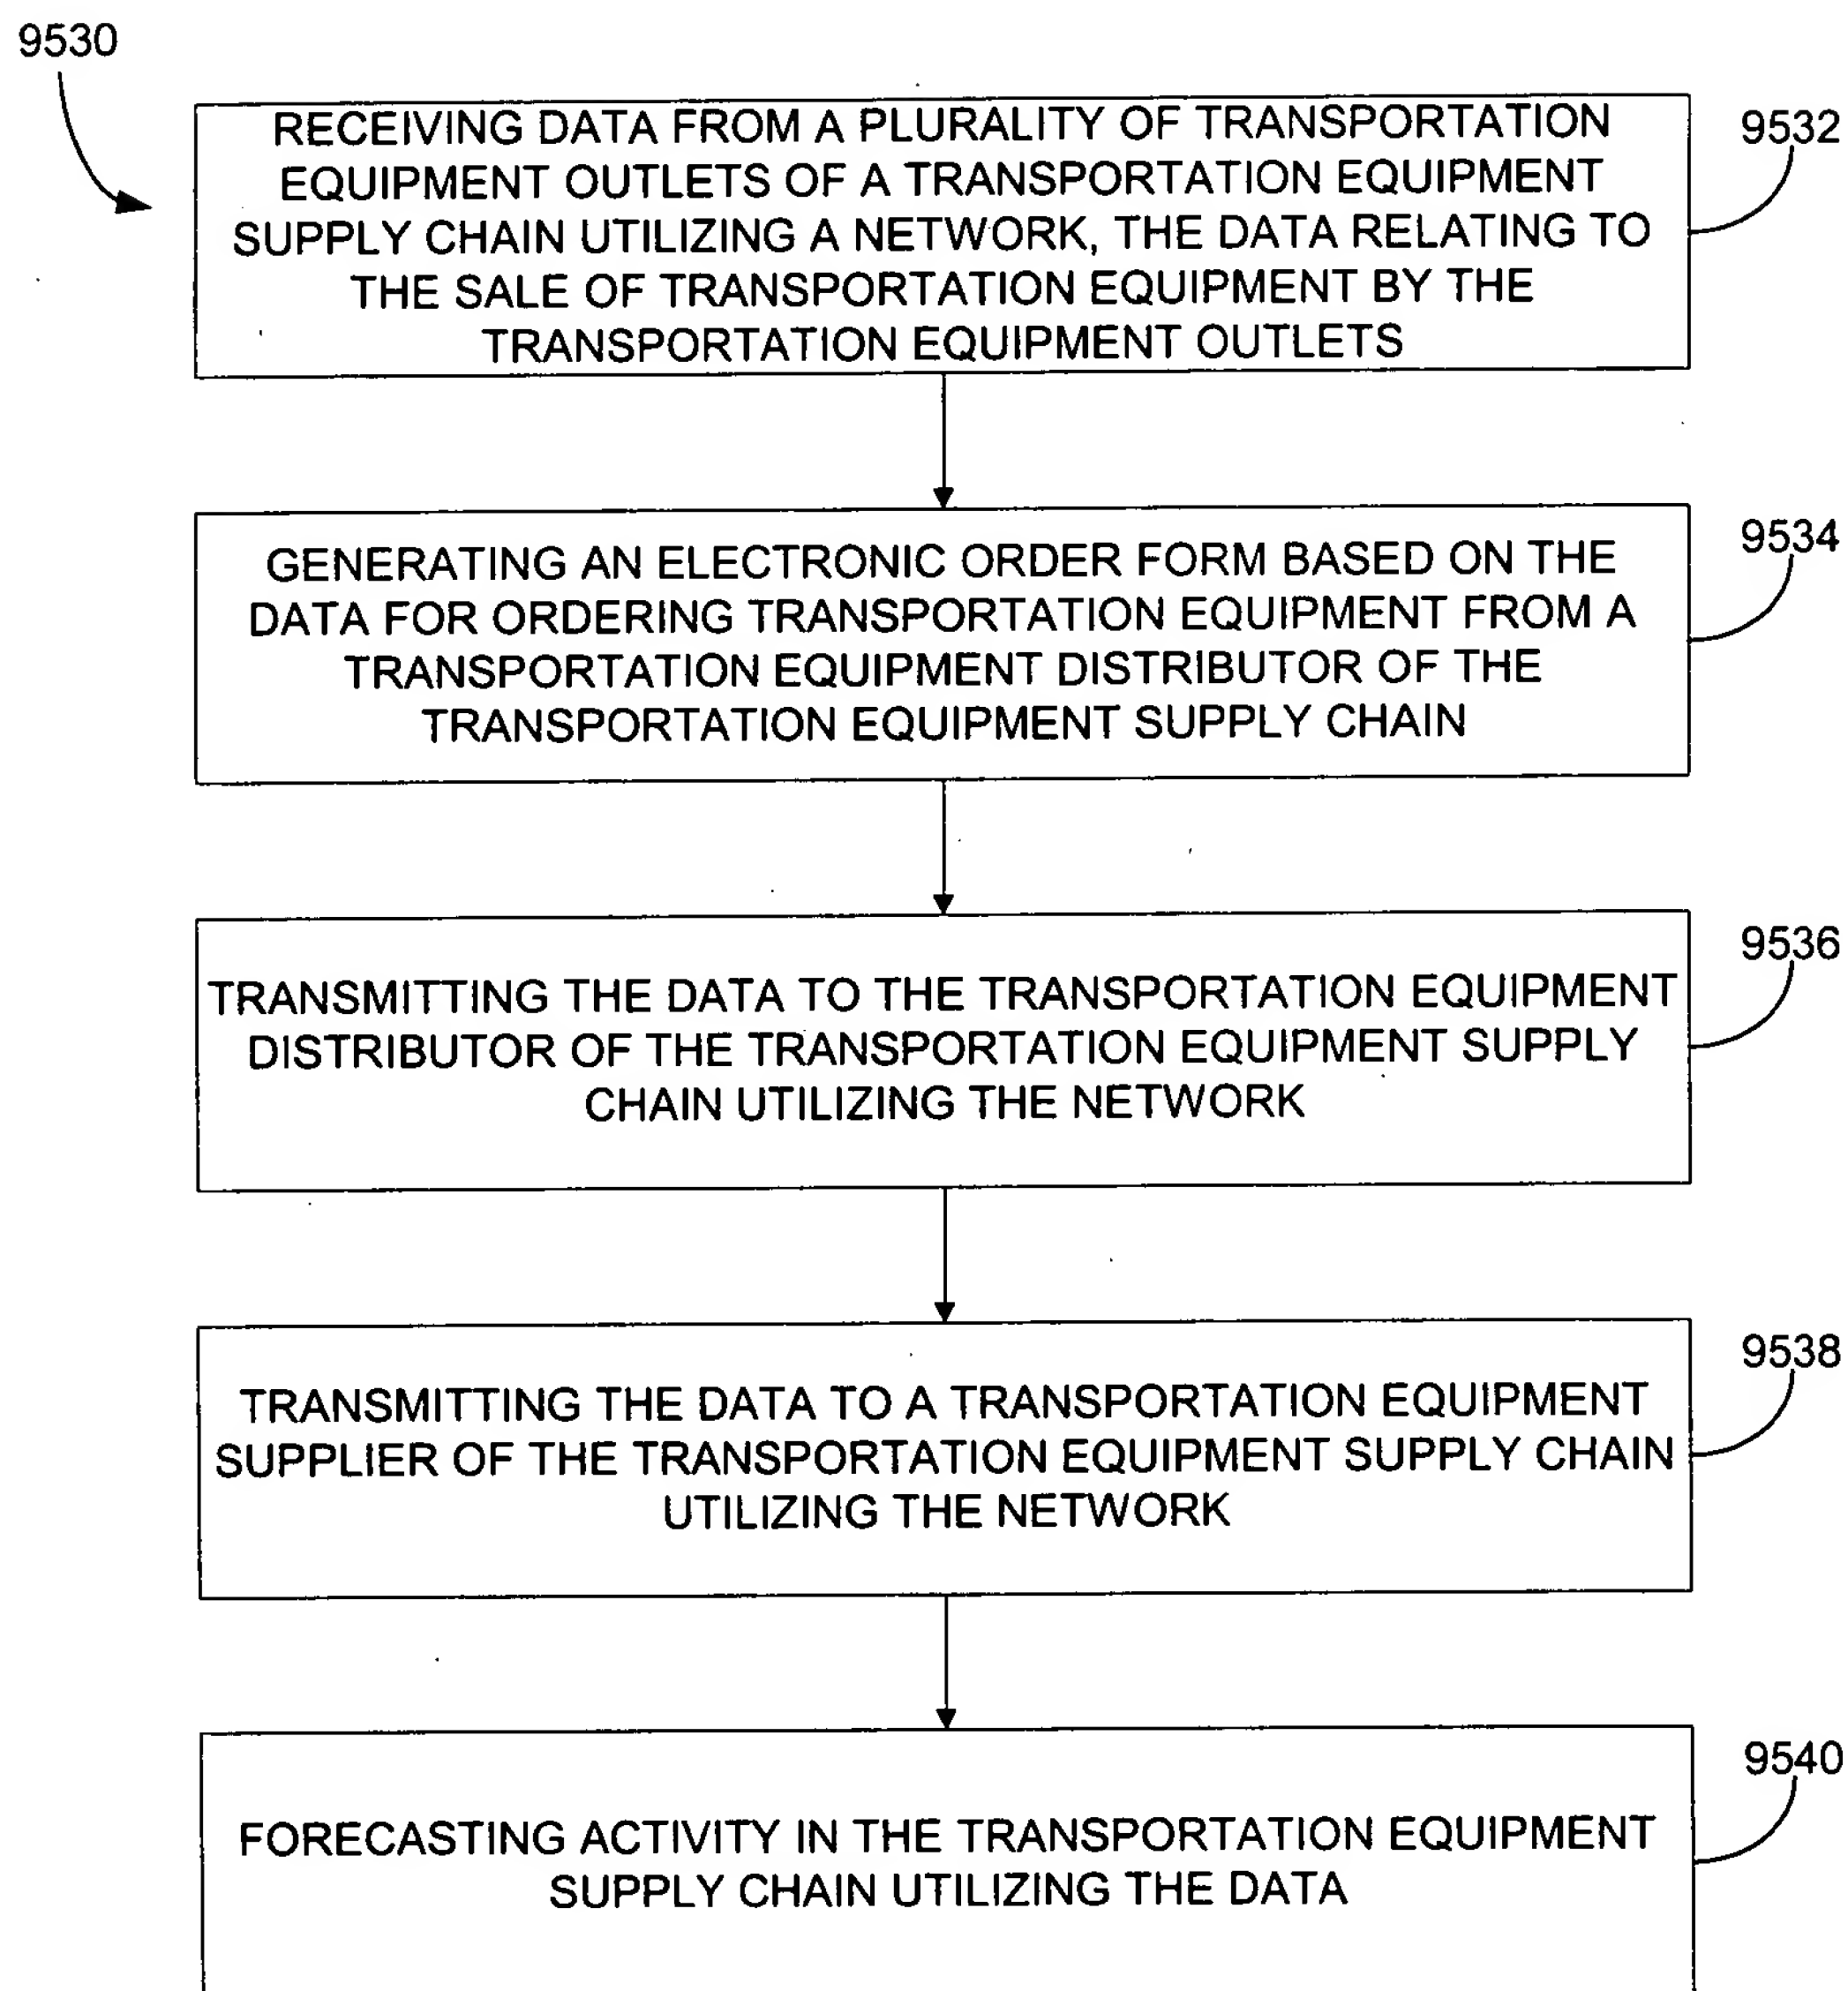 9530
RECEIVING DATA FROM A PLURALITY OF TRANSPORTATION
EQUIPMENT OUTLETS OF A TRANSPORTATION EQUIPMENT
SUPPLY CHAIN UTILIZING A NETWORK, THE DATA RELATING TO
THE SALE OF TRANSPORTATION EQUIPMENT BY THE
TRANSPORTATION EQUIPMENT OUTLETS
9532
GENERATING AN ELECTRONIC ORDER FORM BASED ON THE
DATA FOR ORDERING TRANSPORTATION EQUIPMENT FROM A
TRANSPORTATION EQUIPMENT DISTRIBUTOR OF THE
TRANSPORTATION EQUIPMENT SUPPLY CHAIN
9534
TRANSMITTING THE DATA TO THE TRANSPORTATION EQUIPMENT
DISTRIBUTOR OF THE TRANSPORTATION EQUIPMENT SUPPLY
CHAIN UTILIZING THE NETWORK
9536
TRANSMITTING THE DATA TO A TRANSPORTATION EQUIPMENT
SUPPLIER OF THE TRANSPORTATION EQUIPMENT SUPPLY CHAIN
UTILIZING THE NETWORK
9538
FORECASTING ACTIVITY IN THE TRANSPORTATION EQUIPMENT
SUPPLY CHAIN UTILIZING THE DATA
9540